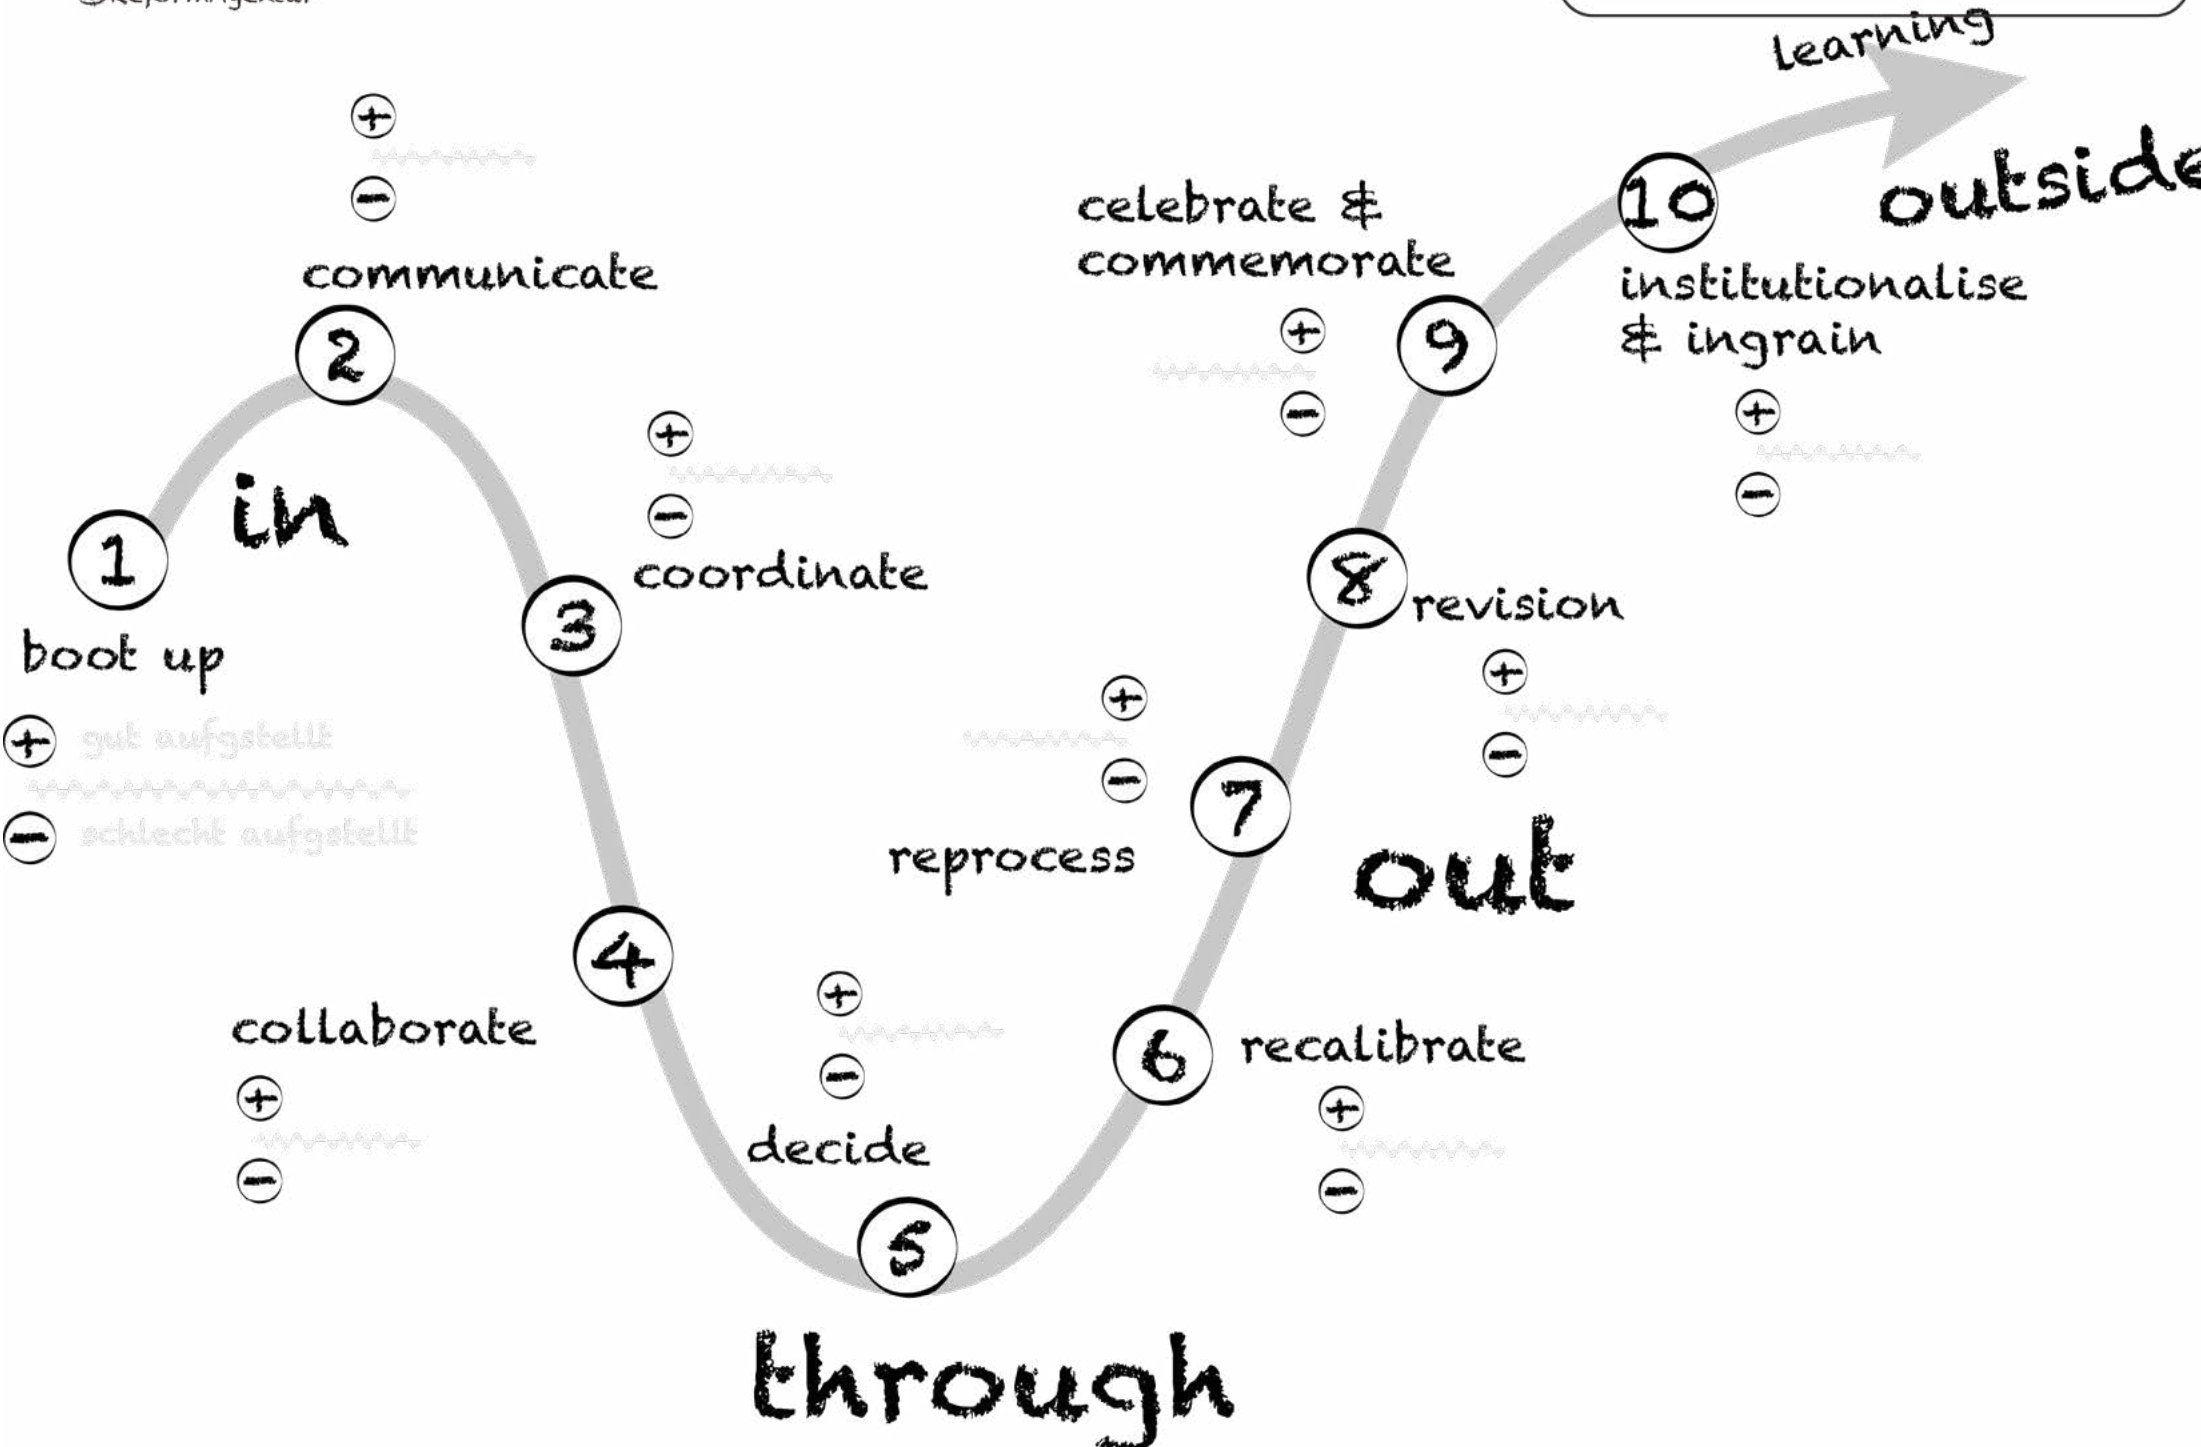 learning
outside
+
−
communicate
2
in
1
boot up
+ gut aufgstellt
− schlecht aufgstellt
+
−
coordinate
3
4
collaborate
+
−
+
−
decide
5
through
6 recalibrate
+
−
+
−
7
reprocess
out
8 revision
+
−
celebrate &
commemorate
+
−
9
10
institutionalise
& ingrain
+
−